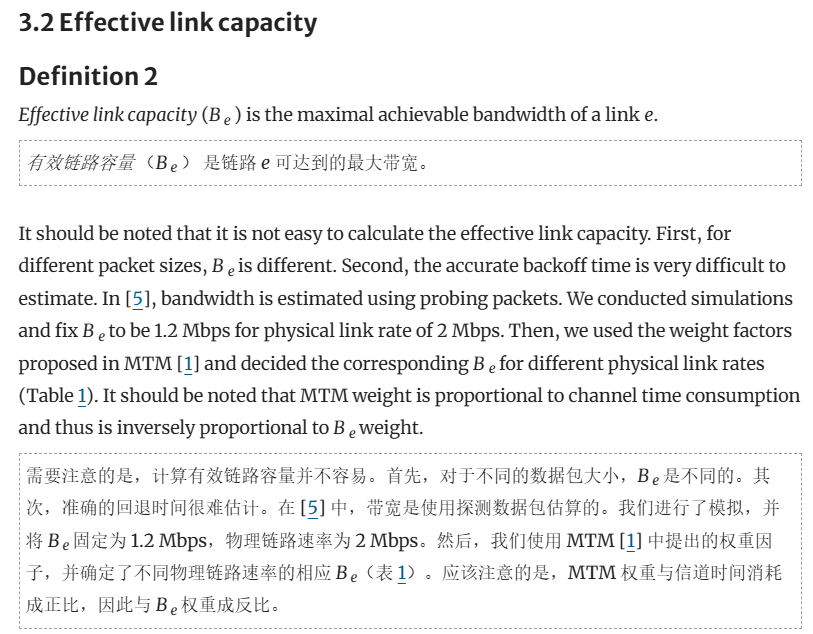 3.2 Effective link capacity
Definition 2
Effective link capacity (B e ) is the maximal achievable bandwidth of a link e.
有效链路容量（B e ） 是链路 e 可达到的最大带宽。
It should be noted that it is not easy to calculate the effective link capacity. First, for
different packet sizes, B e is different. Second, the accurate backoff time is very difficult to
estimate. In [5], bandwidth is estimated using probing packets. We conducted simulations
and fix B e to be 1.2 Mbps for physical link rate of 2 Mbps. Then, we used the weight factors
proposed in MTM [1] and decided the corresponding B e for different physical link rates
(Table 1). It should be noted that MTM weight is proportional to channel time consumption
and thus is inversely proportional to B e weight.
需要注意的是，计算有效链路容量并不容易。首先，对于不同的数据包大小，B e 是不同的。其
次，准确的回退时间很难估计。在 [5] 中，带宽是使用探测数据包估算的。我们进行了模拟，并
将 B e 固定为 1.2 Mbps，物理链路速率为 2 Mbps。然后，我们使用 MTM [1] 中提出的权重因
子，并确定了不同物理链路速率的相应 B e（表 1）。应该注意的是，MTM 权重与信道时间消耗
成正比，因此与 B e 权重成反比。